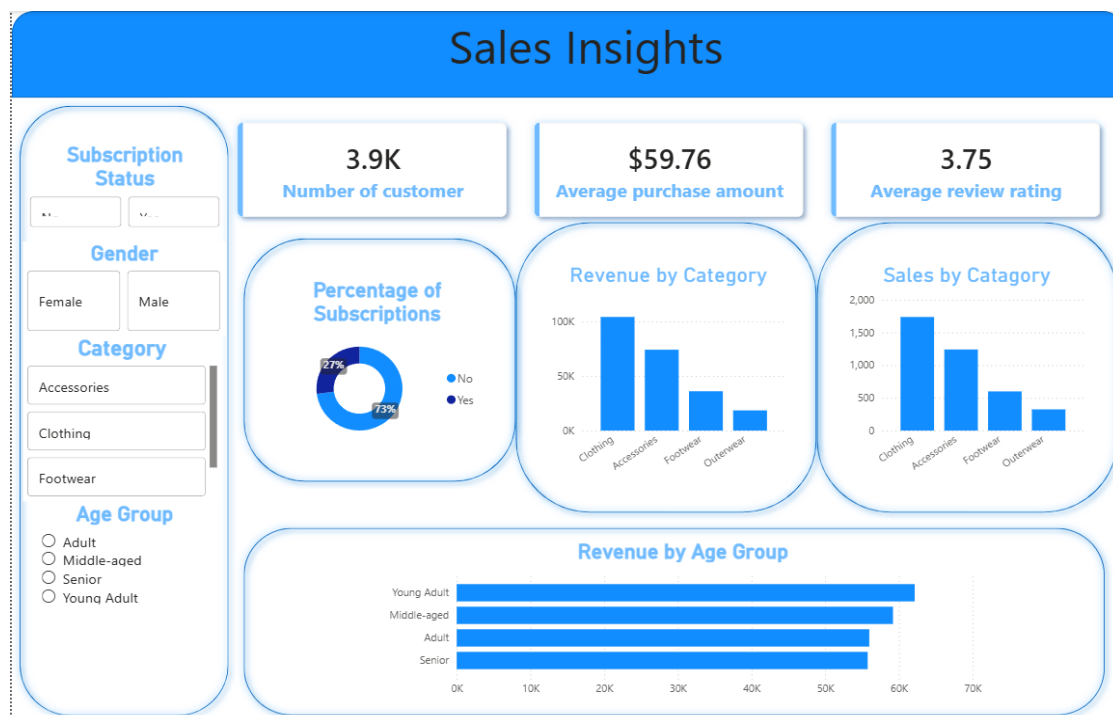 Sales Insights
Subscription
Status
Gender
Female
Male
Category
Accessories
Clothing
Footwear
Age Group
Adult
Middle-aged
Senior
Young Adult
3.9K
Number of customer
$59.76
Average purchase amount
3.75
Average review rating
Percentage of
Subscriptions
27%
73%
No
Yes
Revenue by Category
100K
50K
0K
Clothing
Accessories
Footwear
Outerwear
Sales by Catagory
2,000
1,500
1,000
500
0
Clothing
Accessories
Footwear
Outerwear
Revenue by Age Group
Young Adult
Middle-aged
Adult
Senior
0K
10K
20K
30K
40K
50K
60K
70K